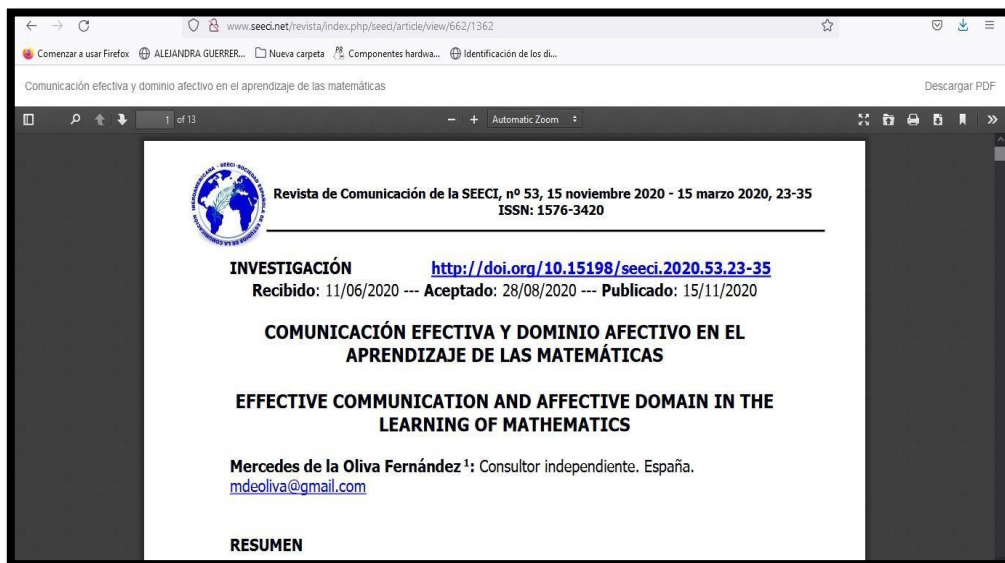 www.seeci.net/revista/index.php/seeci/article/view/662/1362
Comenzar a usar Firefox ALEJANDRA GUERRER... Nueva carpeta Componentes hardwa... Identificación de los di...
Comunicación efectiva y dominio afectivo en el aprendizaje de las matemáticas Descargar PDF
1 of 13 Automatic Zoom
Revista de Comunicación de la SEECI, nº 53, 15 noviembre 2020 - 15 marzo 2020, 23-35
ISSN: 1576-3420
INVESTIGACIÓN http://doi.org/10.15198/seeci.2020.53.23-35
Recibido: 11/06/2020 --- Aceptado: 28/08/2020 --- Publicado: 15/11/2020
COMUNICACIÓN EFECTIVA Y DOMINIO AFECTIVO EN EL
APRENDIZAJE DE LAS MATEMÁTICAS
EFFECTIVE COMMUNICATION AND AFFECTIVE DOMAIN IN THE
LEARNING OF MATHEMATICS
Mercedes de la Oliva Fernández 1: Consultor independiente. España.
mdeoliva@gmail.com
RESUMEN